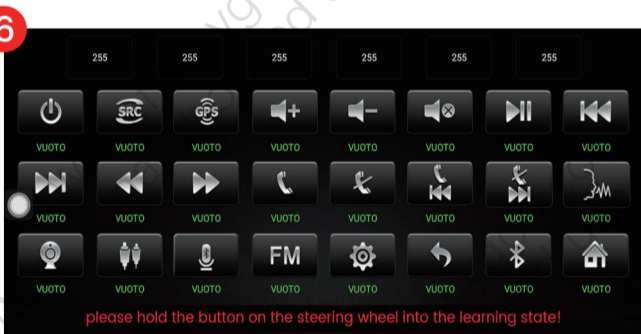 6
255 255 255 255 255 255
SRC GPS
VUOTO VUOTO VUOTO VUOTO VUOTO VUOTO VUOTO VUOTO
VUOTO VUOTO VUOTO VUOTO VUOTO VUOTO VUOTO VUOTO
FM
VUOTO VUOTO VUOTO VUOTO VUOTO VUOTO VUOTO VUOTO
please hold the button on the steering wheel into the learning state!